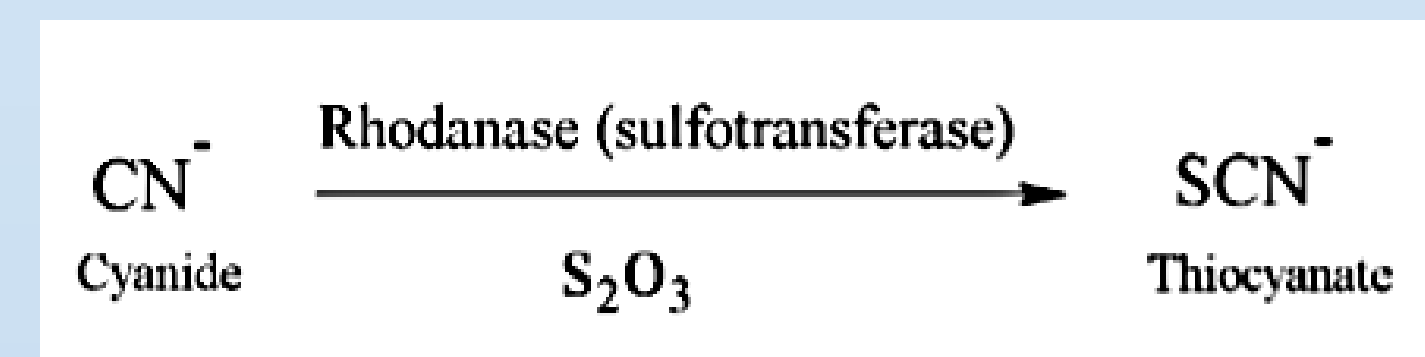 Rhodanase (sulfotransferase)
CN⁻
SCN⁻
Cyanide
S₂O₃
Thiocyanate